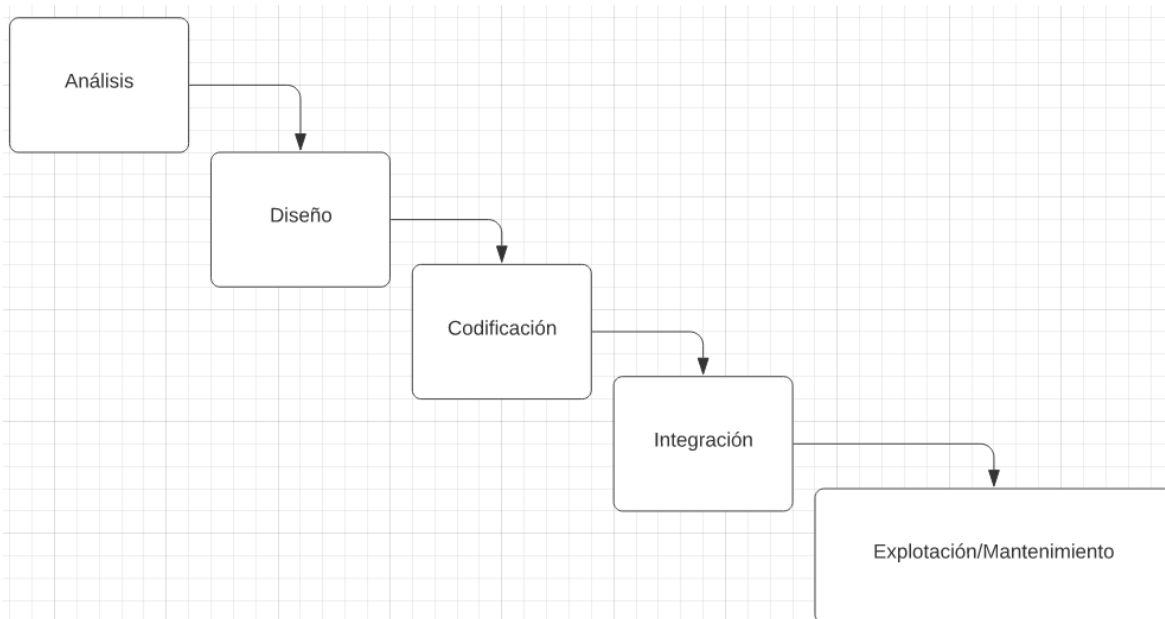 Análisis
Diseño
Codificación
Integración
Explotación/Mantenimiento